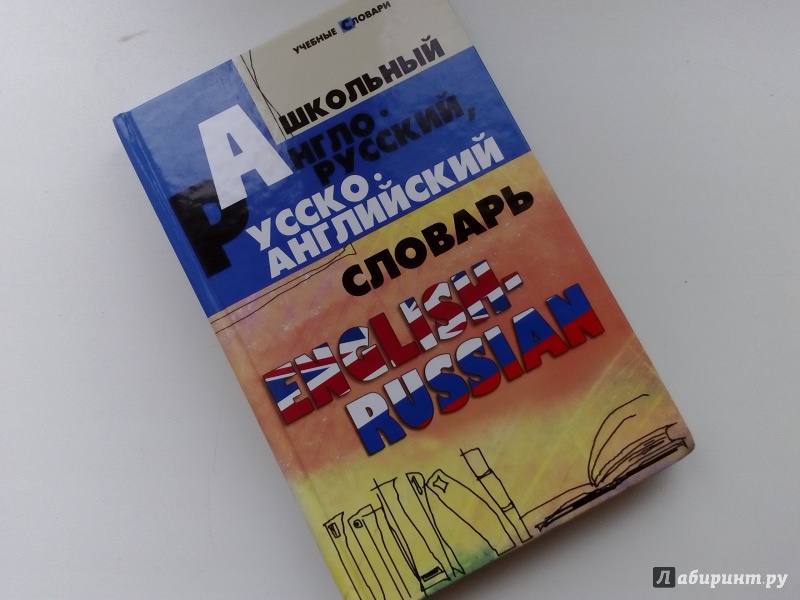 УЧЕБНЫЕ СЛОВАРИ
ШКОЛЬНЫЙ
АНГЛО-
РУССКИЙ,
РУССКО-
АНГЛИЙСКИЙ
СЛОВАРЬ
ENGLISH-
RUSSIAN
Лабиринт.ру